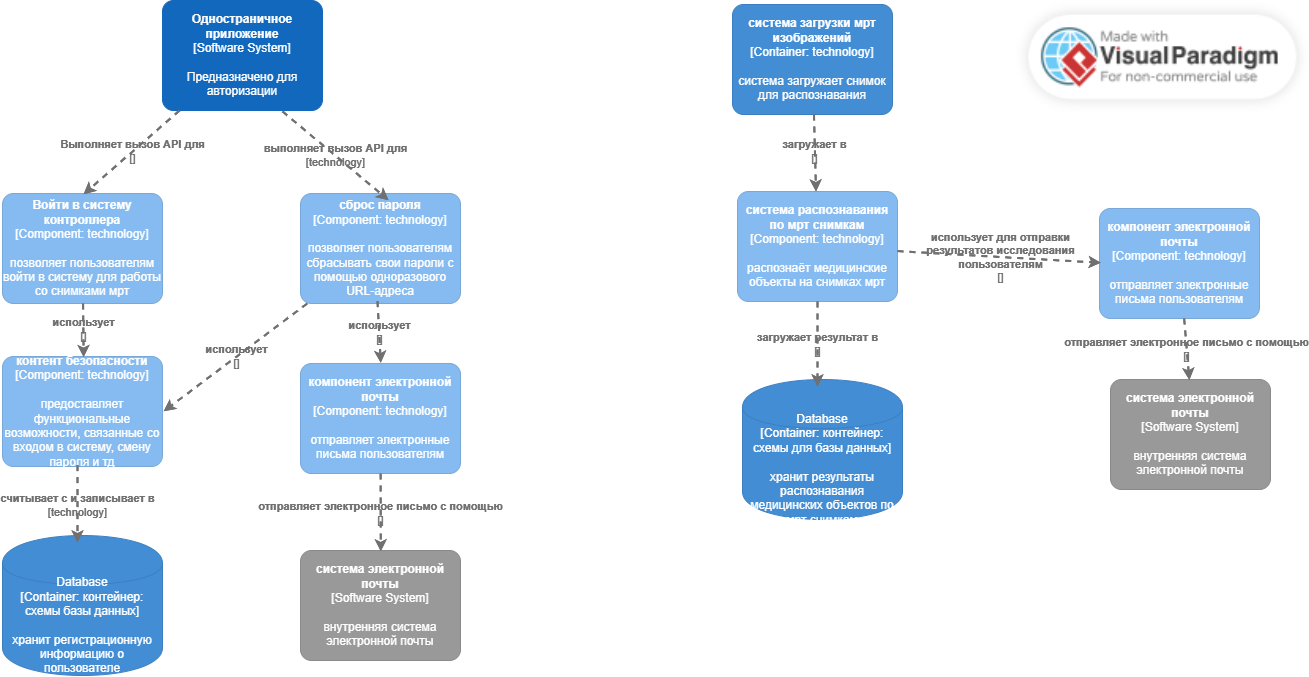 Одностраничное
приложение
[Software System]
Предназначено для
авторизации
Выполняет вызов API для
[]
выполняет вызов API для
[technology]
Войти в систему
контроллера
[Component: technology]
позволяет пользователям
войти в систему для работы
со снимками мрт
сброс пароля
[Component: technology]
позволяет пользователям
сбрасывать свои пароли с
помощью одноразового
URL-адреса
использует
[]
использует
[]
использует
[]
контент безопасности
[Component: technology]
предоставляет
функциональные
возможности, связанные со
входом в систему, смену
пароля и тд
компонент электронной
почты
[Component: technology]
отправляет электронные
письма пользователям
считывает с и записывает в
[technology]
отправляет электронное письмо с помощью
[]
Database
[Container: контейнер:
схемы базы данных]
хранит регистрационную
информацию о
пользователе
система электронной
почты
[Software System]
внутренняя система
электронной почты
система загрузки мрт
изображений
[Container: technology]
система загружает снимок
для распознавания
загружает в
[]
система распознавания
по мрт снимкам
[Component: technology]
распознаёт медицинские
объекты на снимках мрт
использует для отправки
результатов исследования
пользователям
[]
компонент электронной
почты
[Component: technology]
отправляет электронные
письма пользователям
загружает результат в
[]
отправляет электронное письмо с помощью
[]
Database
[Container: контейнер:
схемы для базы данных]
хранит результаты
распознавания
медицинских объектов по
мрт снимкам
система электронной
почты
[Software System]
внутренняя система
электронной почты
Made with
Visual Paradigm
For non-commercial use